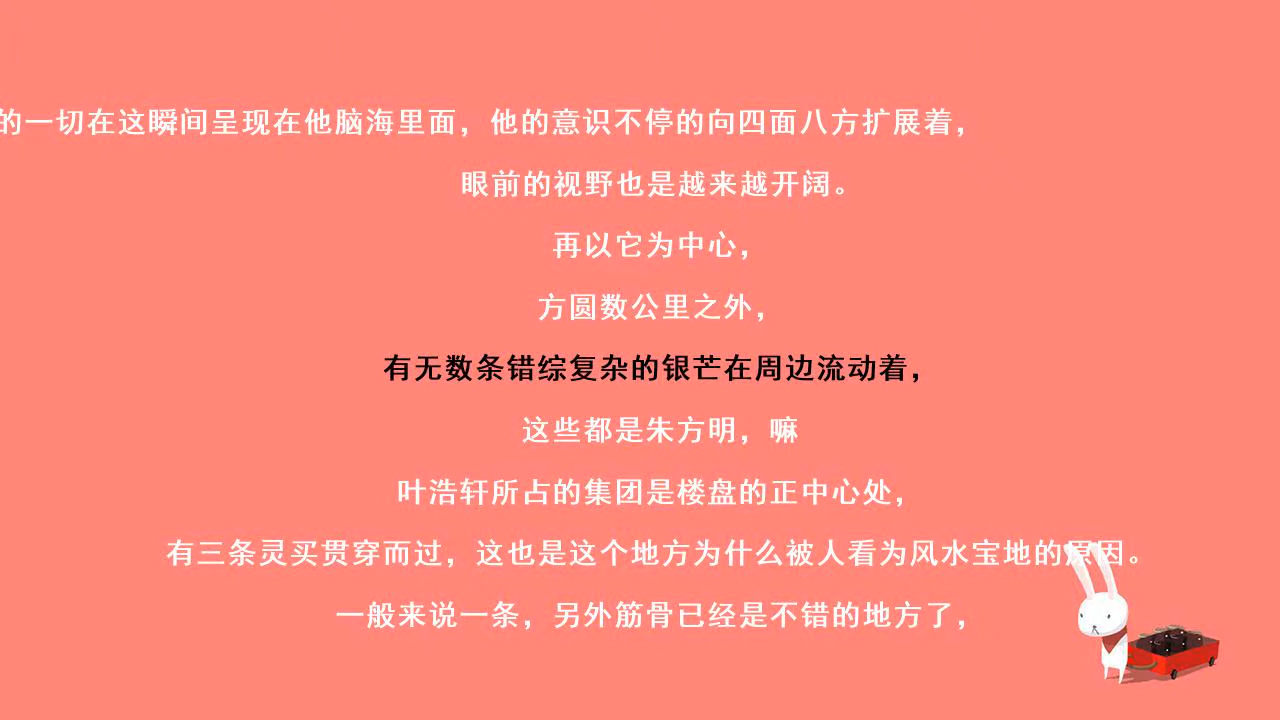 的一切在这瞬间呈现在他脑海里面，他的意识不停的向四面八方扩展着，
眼前的视野也是越来越开阔。
再以它为中心，
方圆数公里之外，
有无数条错综复杂的银芒在周边流动着，
这些都是朱方明，嘛
叶浩轩所占的集团是楼盘的正中心处，
有三条灵买贯穿而过，这也是这个地方为什么被人看为风水宝地的原因。
一般来说一条，另外筋骨已经是不错的地方了，